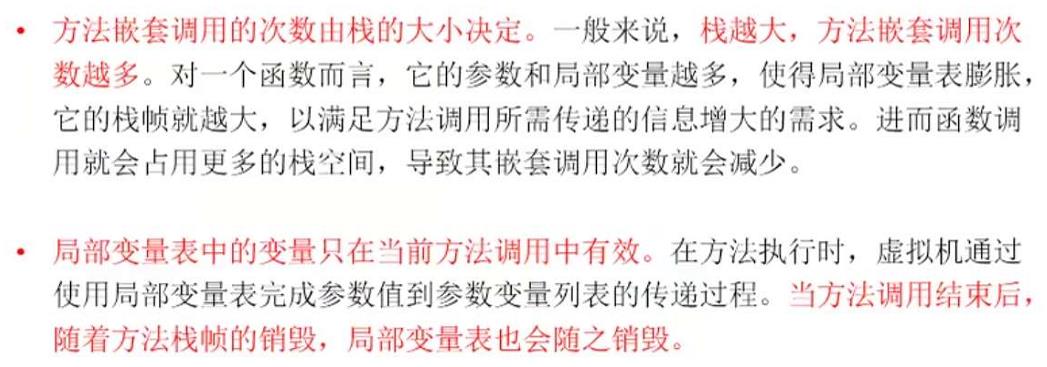 • 方法嵌套调用的次数由栈的大小决定。一般来说，栈越大，方法嵌套调用次
数越多。对一个函数而言，它的参数和局部变量越多，使得局部变量表膨胀，
它的栈帧就越大，以满足方法调用所需传递的信息增大的需求。进而函数调
用就会占用更多的栈空间，导致其嵌套调用次数就会减少。
• 局部变量表中的变量只在当前方法调用中有效。在方法执行时，虚拟机通过
使用局部变量表完成参数值到参数变量列表的传递过程。当方法调用结束后，
随着方法栈帧的销毁，局部变量表也会随之销毁。